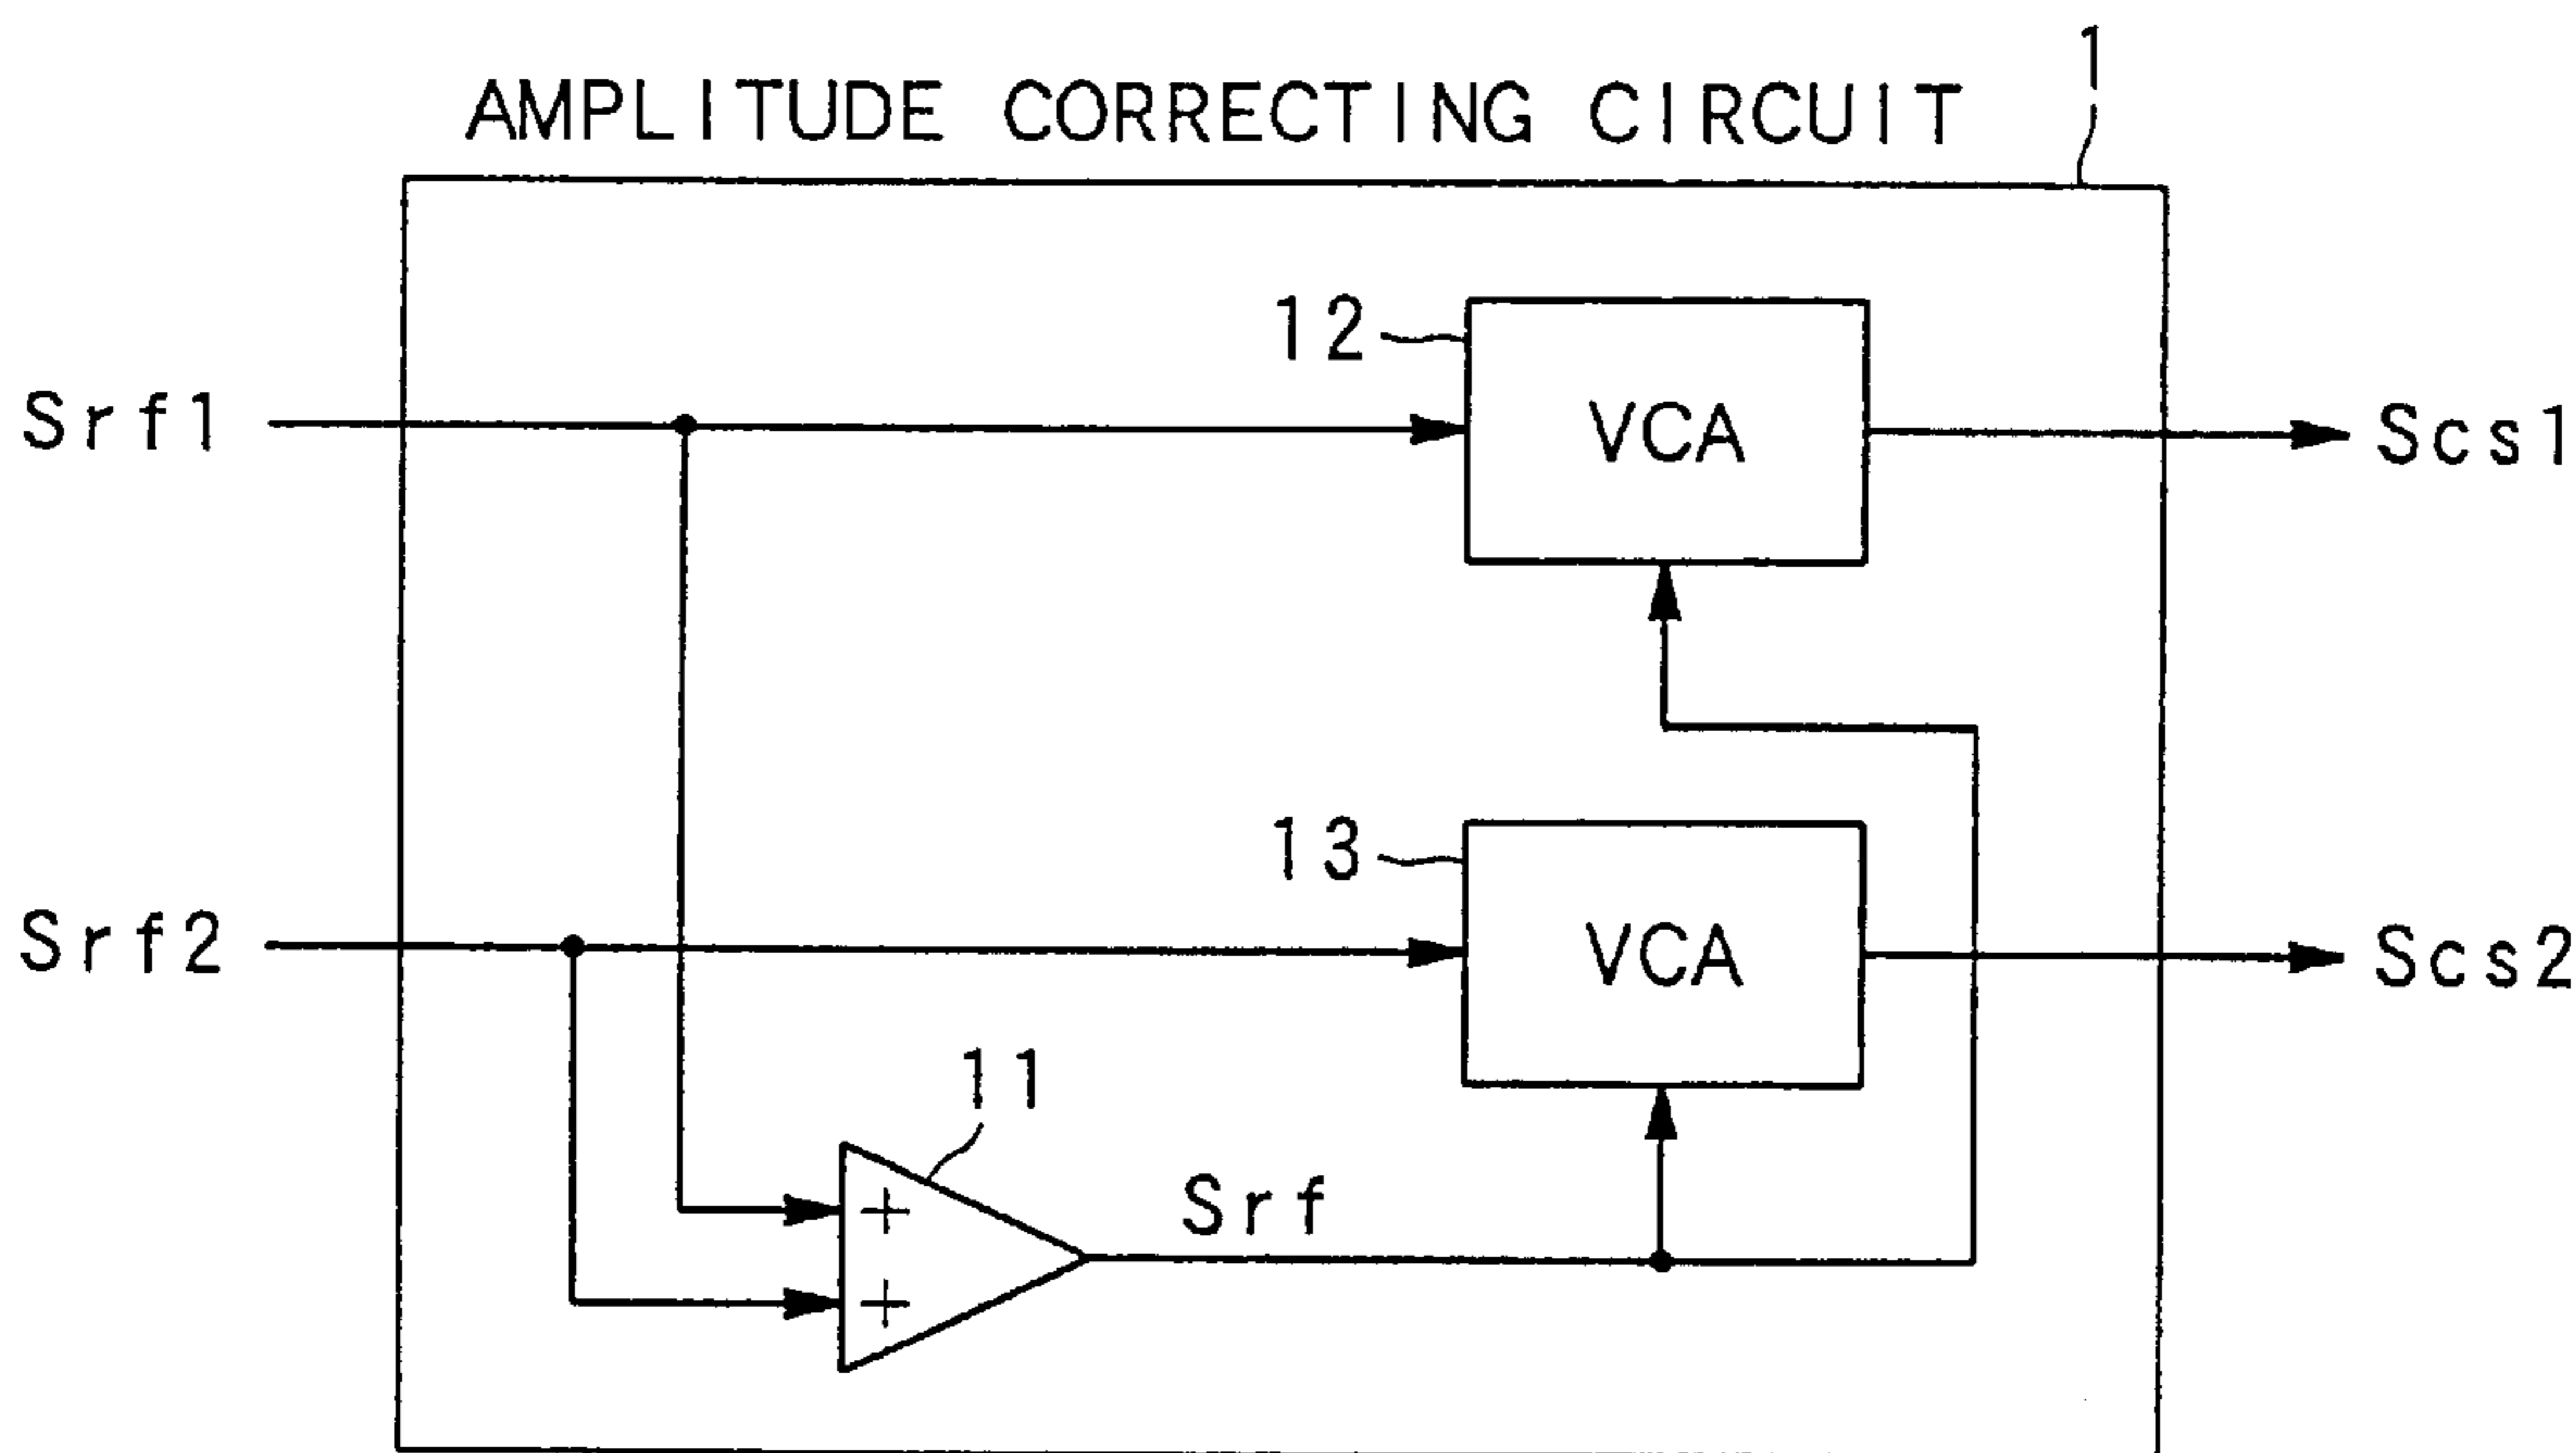 1
AMPLITUDE CORRECTING CIRCUIT
12
Srf1
VCA
Scs1
13
Srf2
VCA
Scs2
11
Srf
+
+